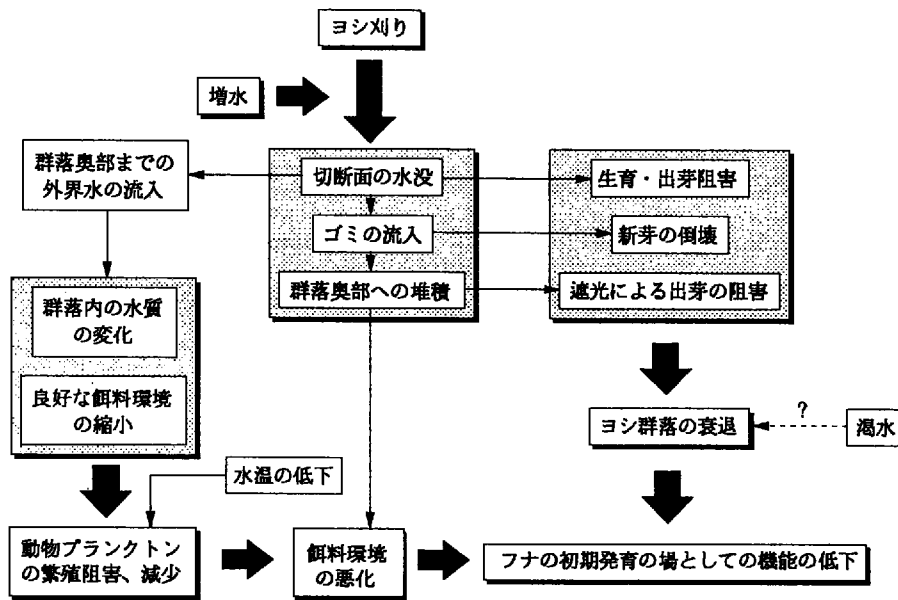 ヨシ刈り
増水
群落奥部までの
外界水の流入
切断面の水没
生育・出芽阻害
ゴミの流入
新芽の倒壊
群落奥部への堆積
遮光による出芽の阻害
群落内の水質
の変化
良好な餌料環境
の縮小
ヨシ群落の衰退
?
渇水
水温の低下
動物プランクトン
の繁殖阻害、減少
餌料環境
の悪化
フナの初期発育の場としての機能の低下